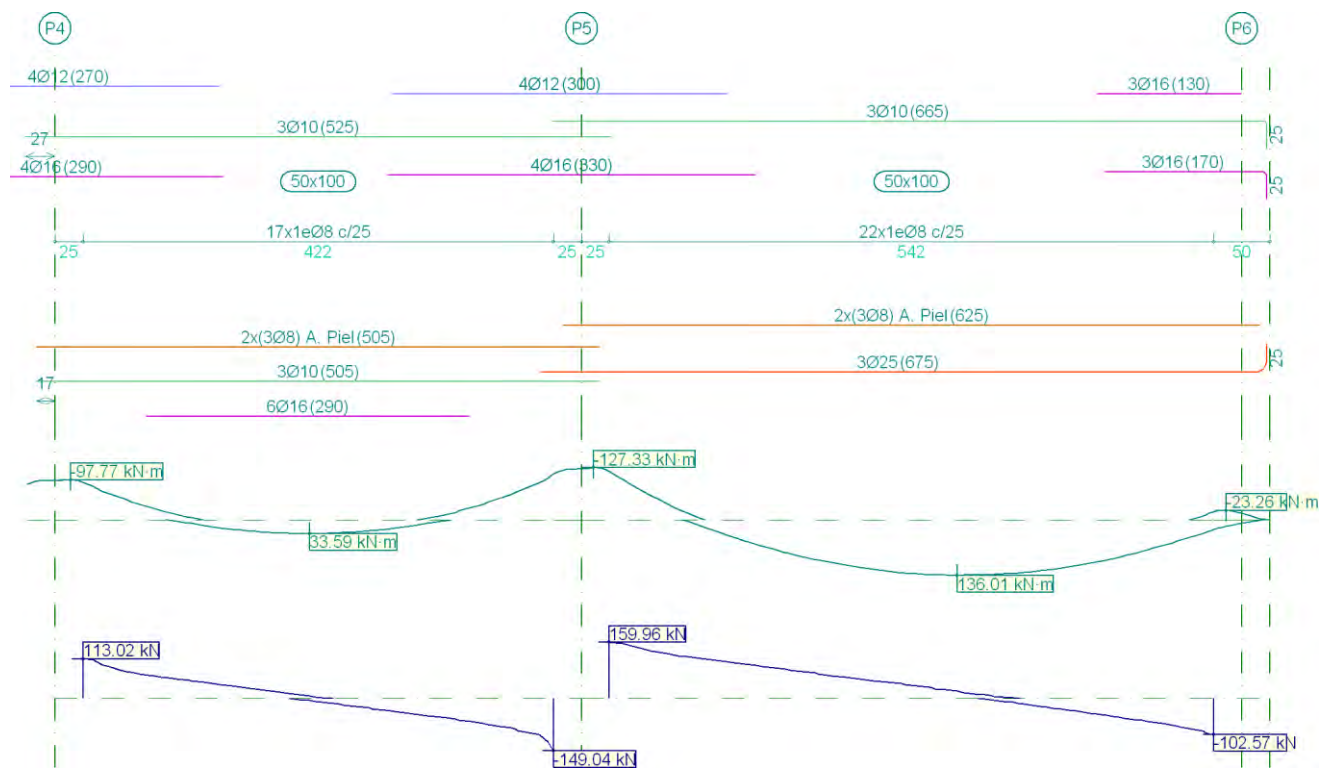 P4 P5 P6
4Ø12(270)
4Ø12(300)
3Ø16(130)
3Ø10(525)
3Ø10(665)
25
27
4Ø16(290)
4Ø16(330)
3Ø16(170)
25
50x100
50x100
17x1eØ8 c/25
22x1eØ8 c/25
25 422 25 25 542 50
2x(3Ø8) A. Piel(625)
2x(3Ø8) A. Piel(505)
3Ø25(675)
25
17
3Ø10(505)
6Ø16(290)
-97.77 kN·m
-127.33 kN·m
-23.26 kN·m
33.59 kN·m
136.01 kN·m
113.02 kN
159.96 kN
-149.04 kN
-102.57 kN